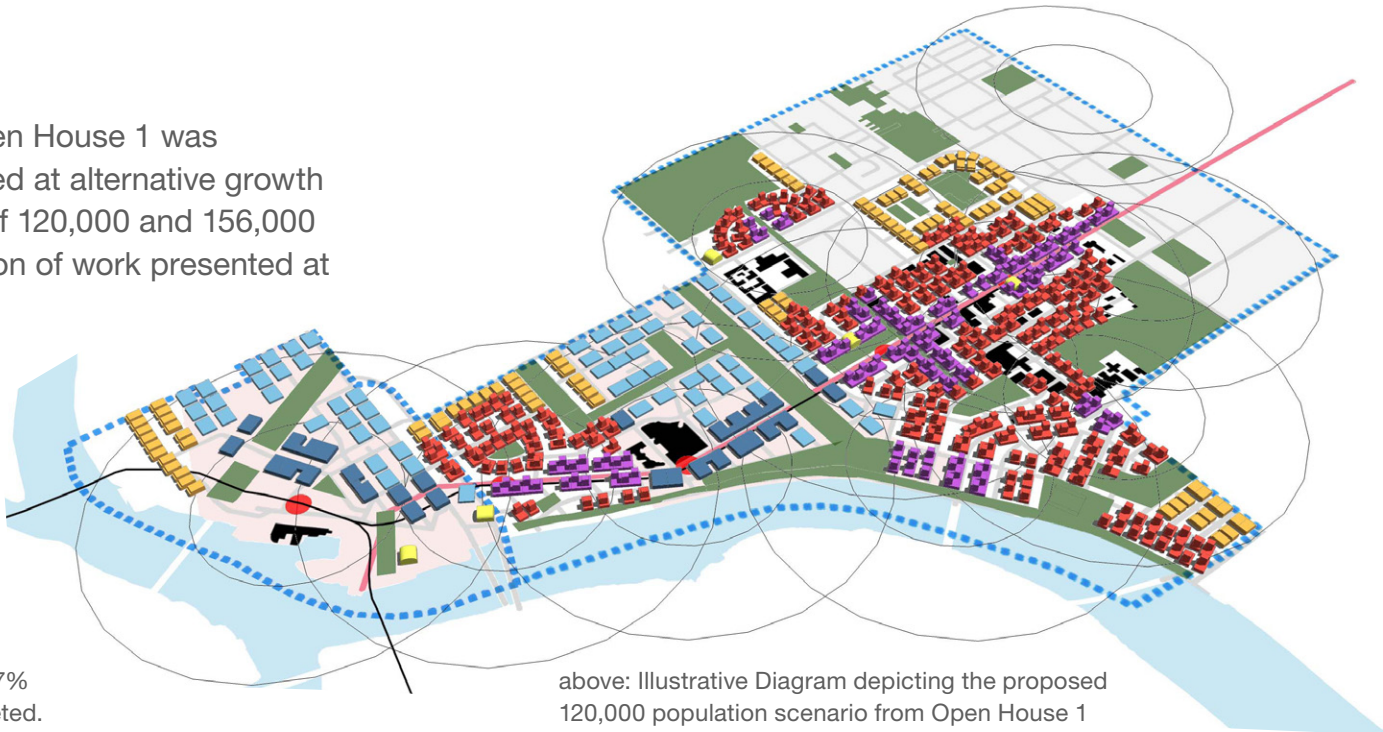 en House 1 was
ed at alternative growth
f 120,000 and 156,000
on of work presented at
7%
eted.
above: Illustrative Diagram depicting the proposed
120,000 population scenario from Open House 1